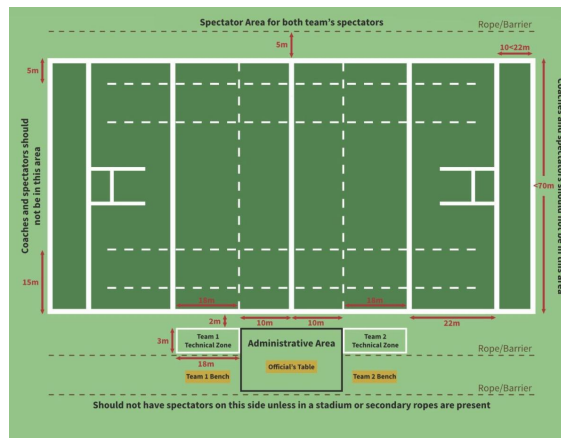 Spectator Area for both team's spectators
Rope/Barrier
5m
10<22m
5m
Coaches and spectators should
not be in this area
Coaches and spectators should not be in this area
<70m
15m
18m
18m
2m
10m
10m
22m
3m
Team 1
Technical Zone
Administrative Area
Team 2
Technical Zone
Rope/Barrier
18m
Official's Table
Team 1 Bench
Team 2 Bench
Rope/Barrier
Should not have spectators on this side unless in a stadium or secondary ropes are present